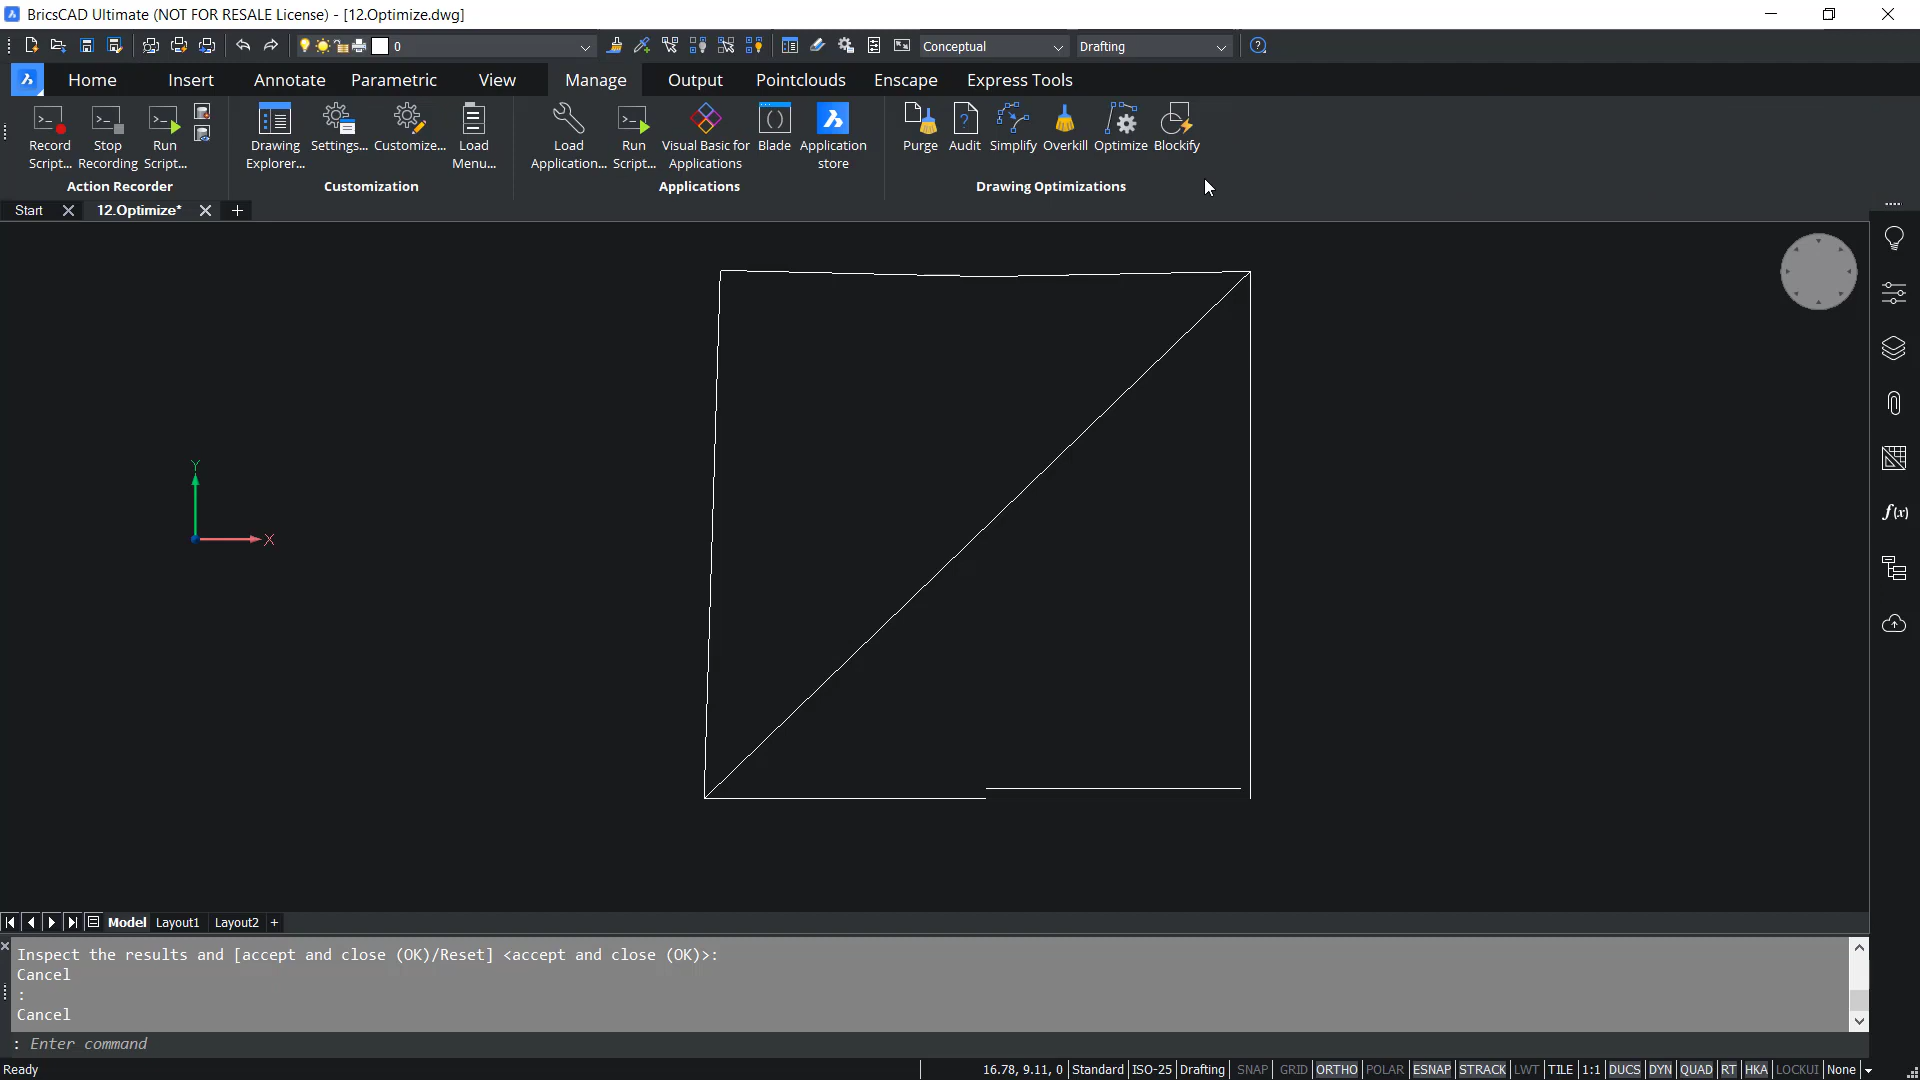 BricsCAD Ultimate (NOT FOR RESALE License) - [12.Optimize.dwg]
0
Conceptual
Drafting
Home Insert Annotate Parametric View Manage Output Pointclouds Enscape Express Tools
Record Script...
Stop Recording
Run Script...
Drawing Explorer...
Settings...
Customize...
Load Menu...
Load Application...
Run Script...
Visual Basic for Applications
Blade
Application store
Purge
Audit
Simplify
Overkill
Optimize
Blockify
Action Recorder
Customization
Applications
Drawing Optimizations
Start
12.Optimize*
f(x)
Y
X
Model Layout1 Layout2 +
Inspect the results and [accept and close (OK)/Reset] <accept and close (OK)>:
Cancel
:
Cancel
: Enter command
Ready
16.78, 9.11, 0 Standard ISO-25 Drafting SNAP GRID ORTHO POLAR ESNAP STRACK LWT TILE 1:1 DUCS DYN QUAD RT HKA LOCKUI None